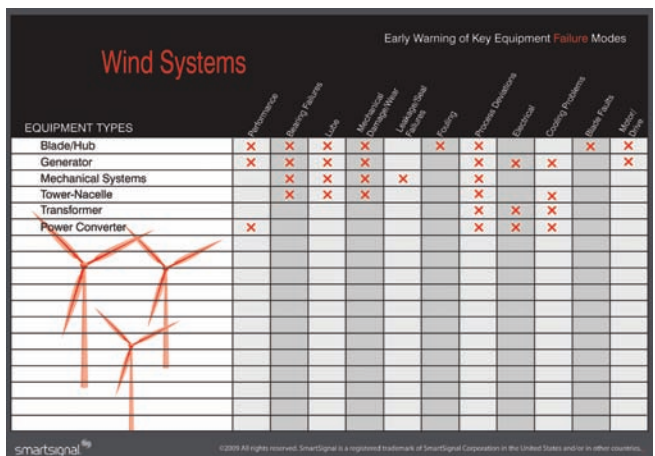 Early Warning of Key Equipment Failure Modes
Wind Systems
EQUIPMENT TYPES
Performance
Bearing Failures
Lube
Mechanical
Damage/Wear
Leakage/Seal
Failures
Fouling
Process Deviations
Electrical
Cooling Problems
Blade Faults
Motor/
Drive
Blade/Hub X X X X X X X X
Generator X X X X X X X X
Mechanical Systems X X X X X
Tower-Nacelle X X X X X
Transformer X X X
Power Converter X X X X
smartsignal
©2009 All rights reserved. SmartSignal is a registered trademark of SmartSignal Corporation in the United States and/or in other countries.